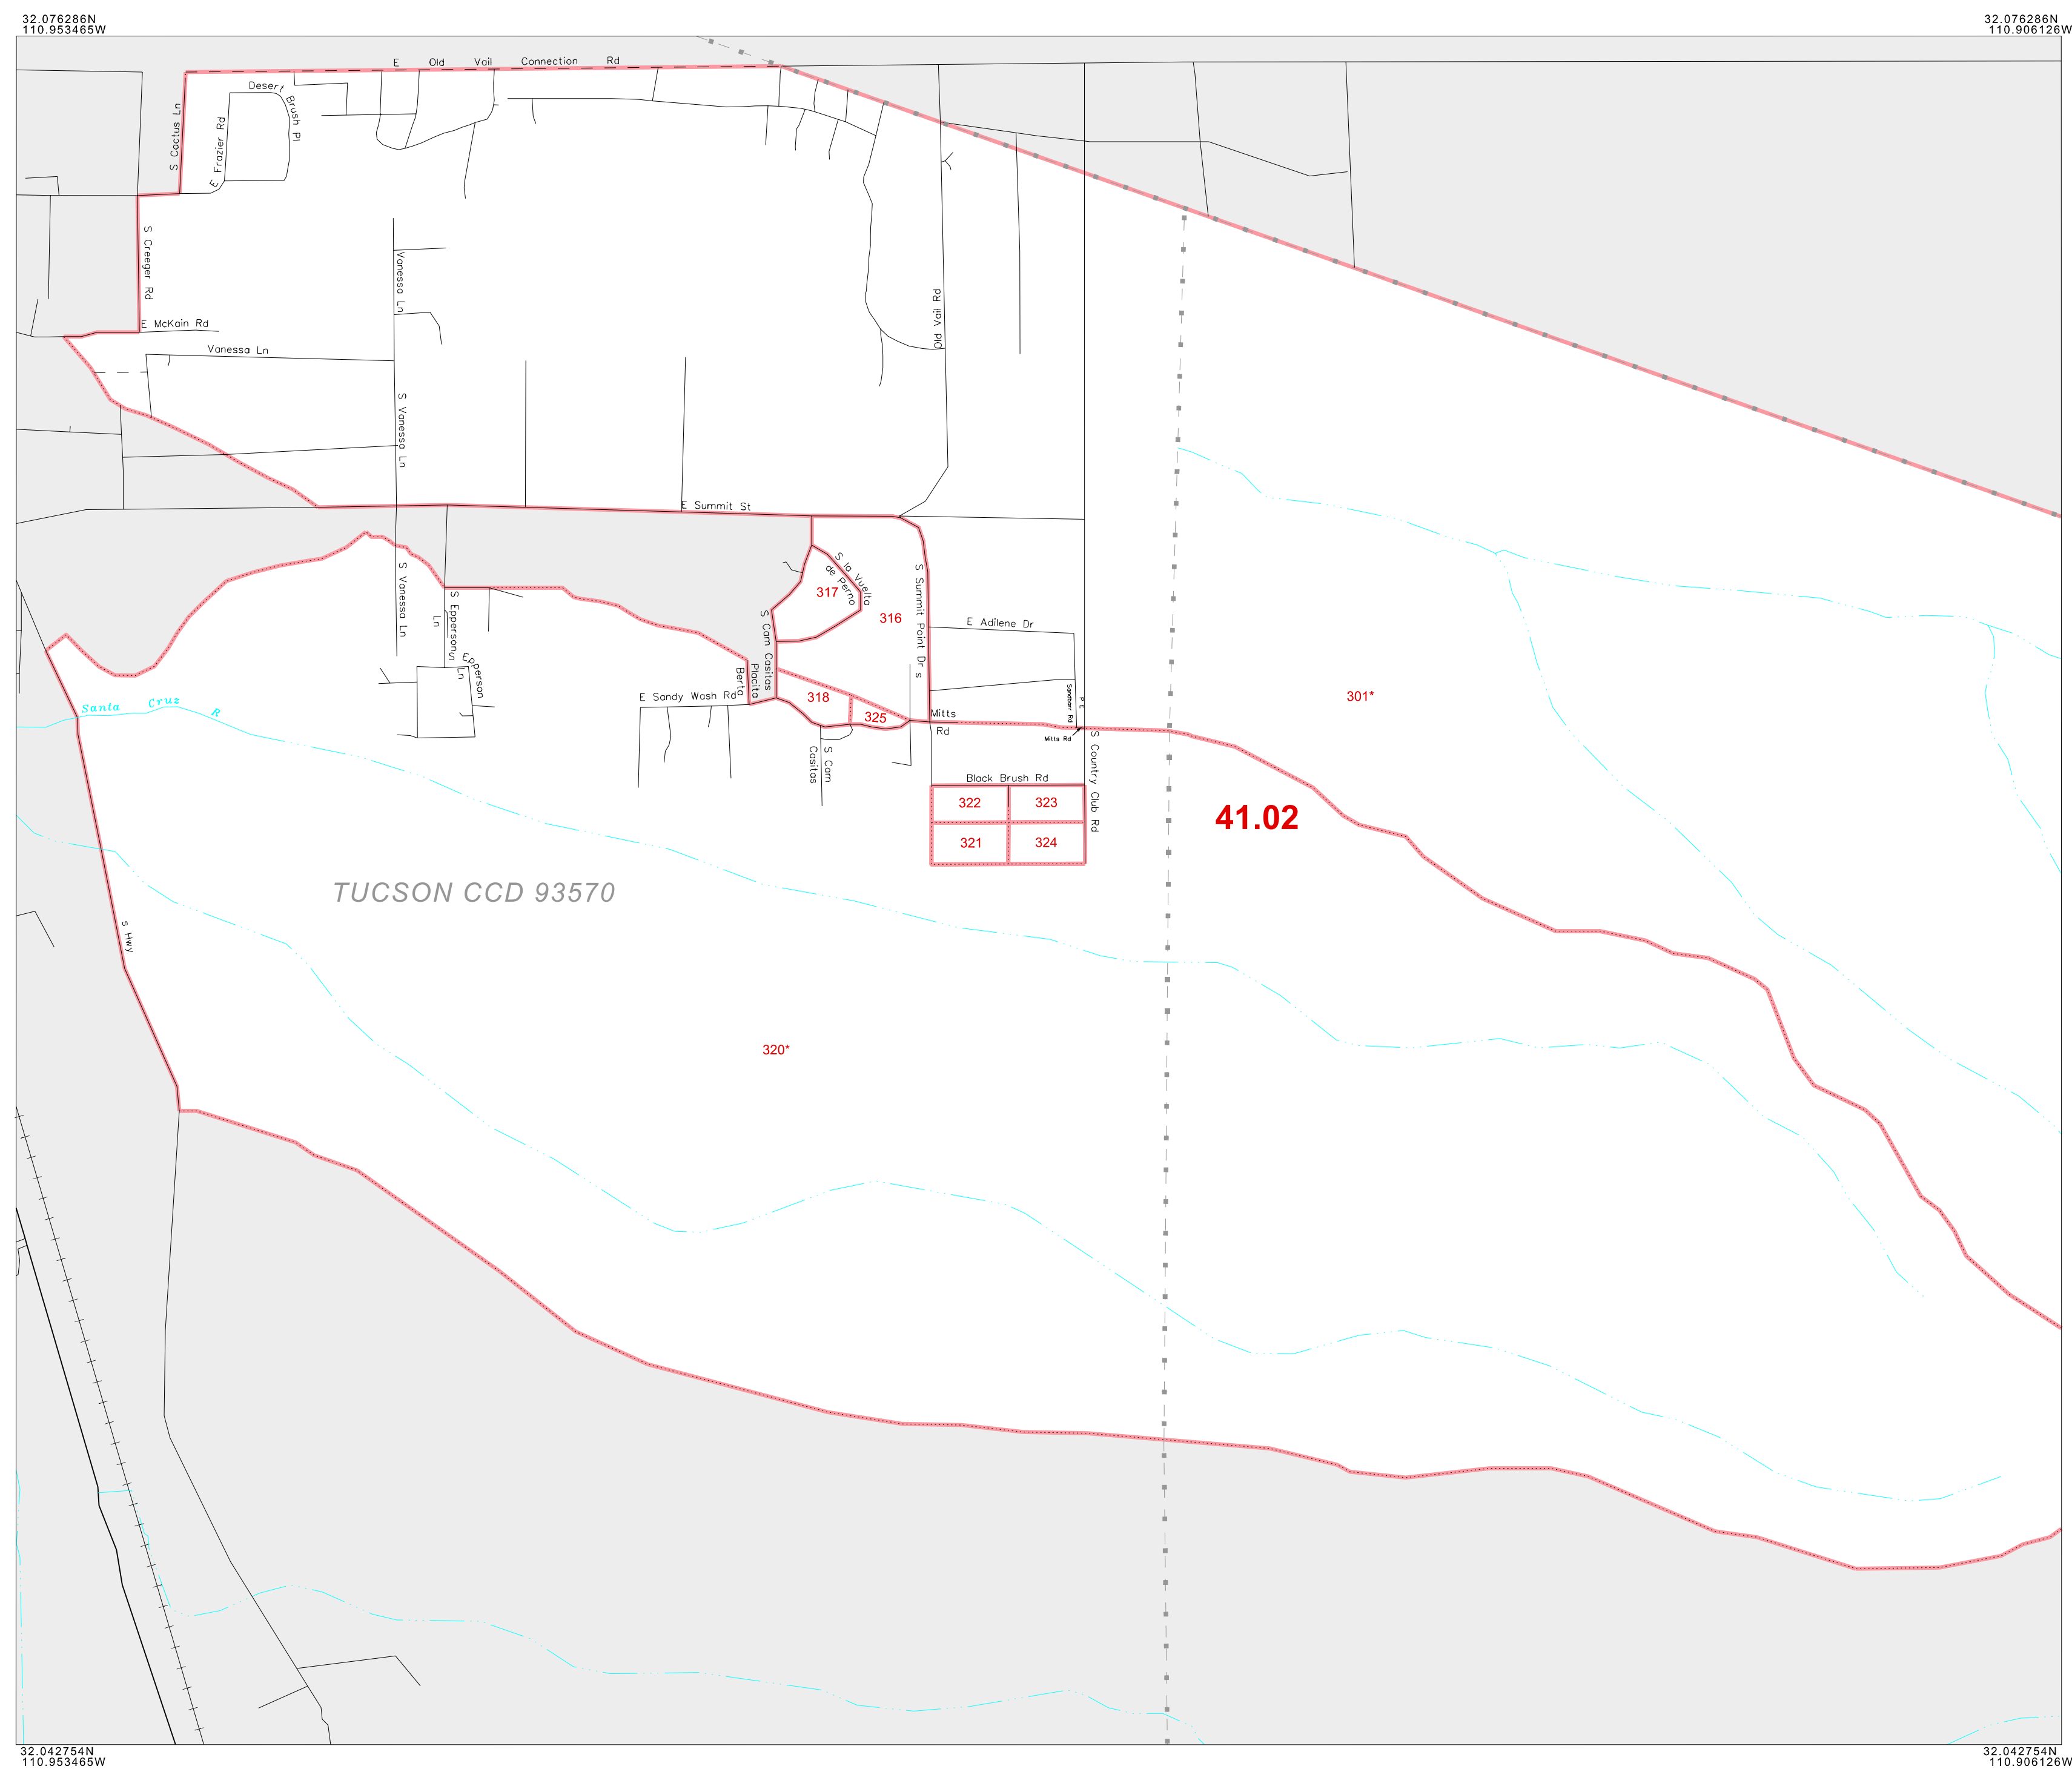 32.076286N
110.953465W
32.076286N
110.906126W
E Old Vail Connection Rd
Desert Brush Pl
S Cactus Ln
E Frazier Rd
S Creeger Rd
Vanessa Ln
Old Vail Rd
E McKain Rd
Vanessa Ln
S Vanessa Ln
E Summit St
S la Vuelta
de Perno
317
316
S Vanessa Ln
S Epperson
Ln
S Epperson
Ln
S Summit Point Dr
S
E Adilene Dr
S Cam Casitas
Placita
Berta
E Sandy Wash Rd
318
325
Mitts
Rd
Sandbarr Rd
P E
Mitts Rd
301*
Santa Cruz R
S Cam
Casitas
S Country Club Rd
Black Brush Rd
322
323
321
324
41.02
TUCSON CCD 93570
S Hwy
320*
32.042754N
110.953465W
32.042754N
110.906126W